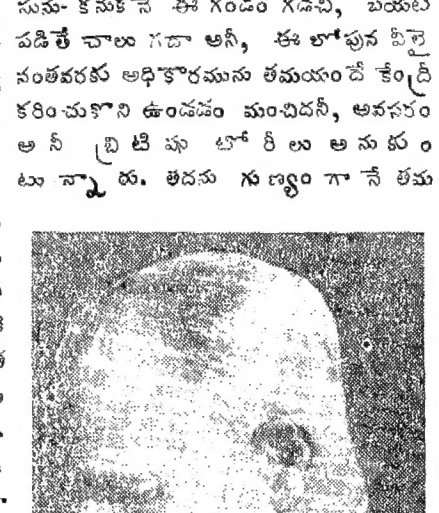 సును- కనుక నే ఈ గండం గడచి, బయట
పడితే చాలు గదా అనీ, ఈ లోపున వీలై
నంతవరకు అధికారమును తమయందే కేంద్రీ
కరించుకొని ఉండడం మంచిదనీ, అవసరం
అనీ బ్రిటిషు టోరీలు అనుకుం
టున్నారు. తదను గుణ్యం గానే తమ